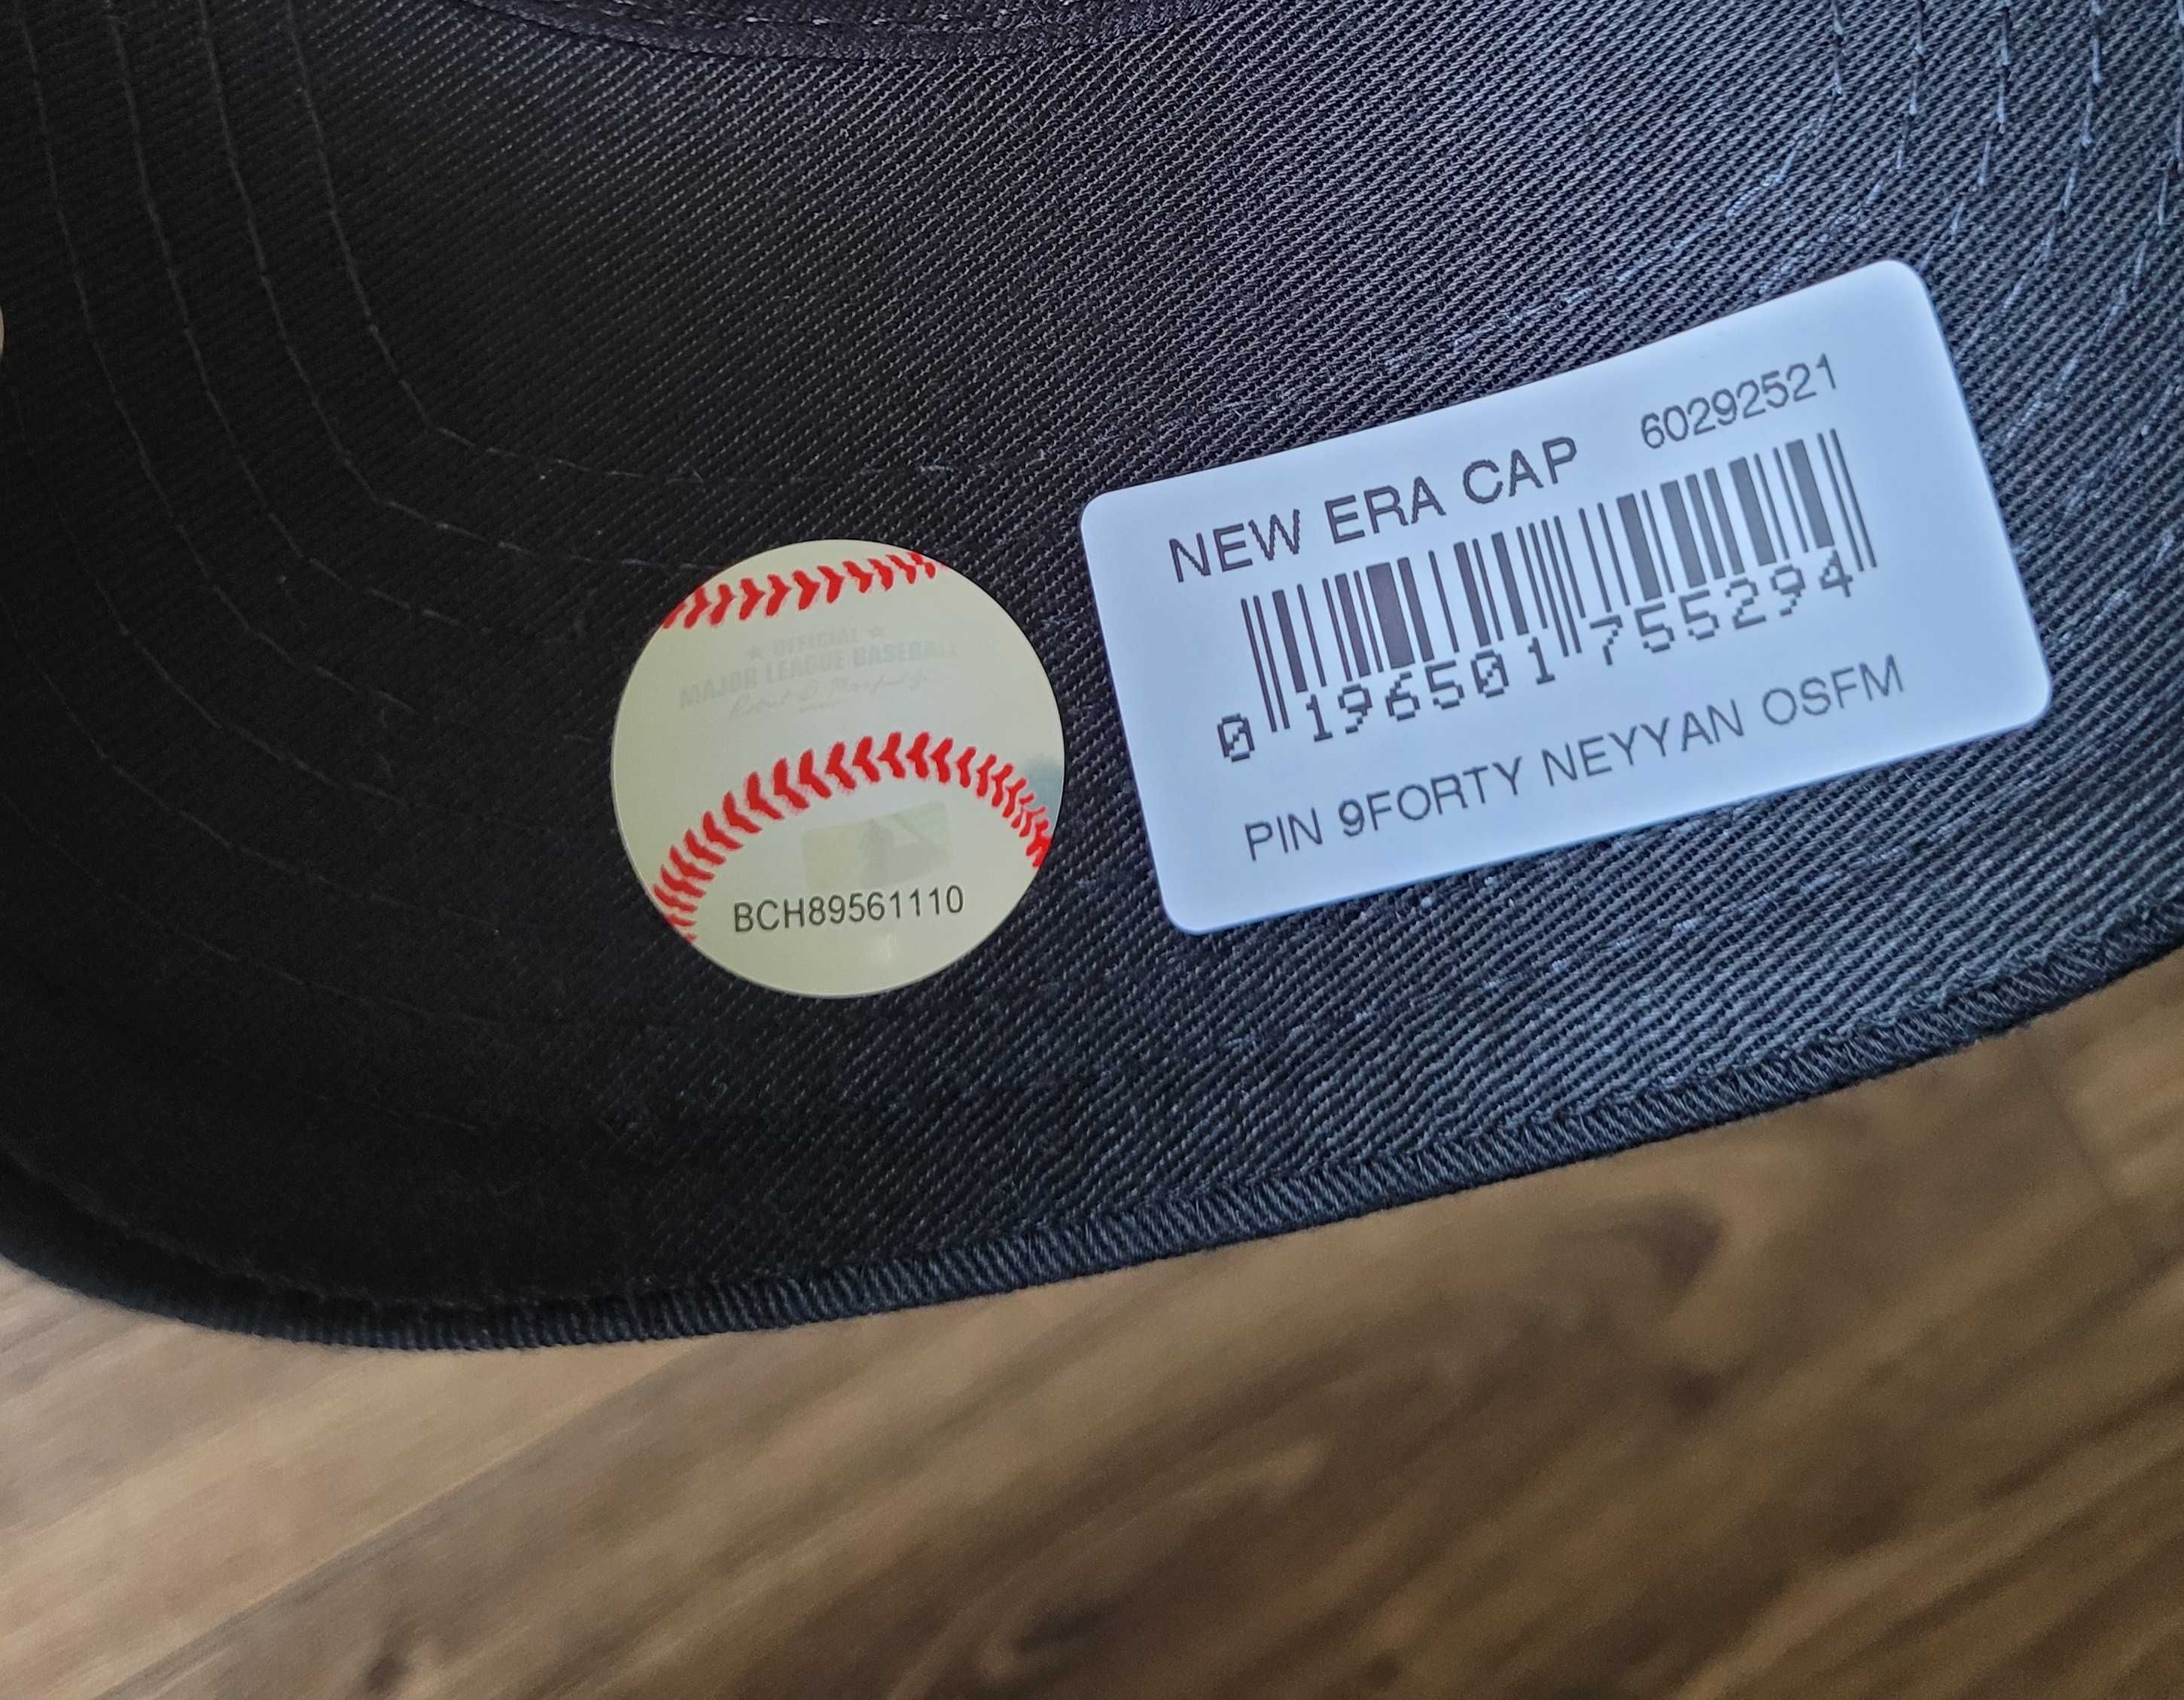 NEW ERA CAP 60292521
0 196501 755294
PIN 9FORTY NEYYAN OSFM
★ OFFICIAL ★
MAJOR LEAGUE BASEBALL
BCH89561110